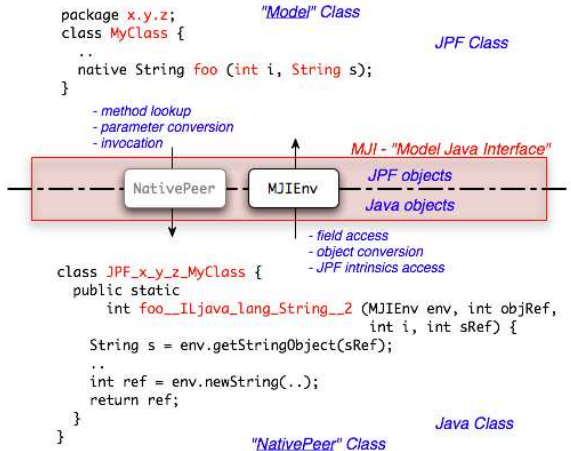 package x.y.z;
"Model" Class
class MyClass {
JPF Class
..
native String foo (int i, String s);
}
- method lookup
- parameter conversion
- invocation
MJI - "Model Java Interface"
NativePeer
MJIEnv
JPF objects
Java objects
- field access
- object conversion
- JPF intrinsics access
class JPF_x_y_z_MyClass {
public static
int foo__ILjava_lang_String__2 (MJIEnv env, int objRef,
int i, int sRef) {
String s = env.getStringObject(sRef);
..
int ref = env.newString(..);
return ref;
}
Java Class
}
"NativePeer" Class